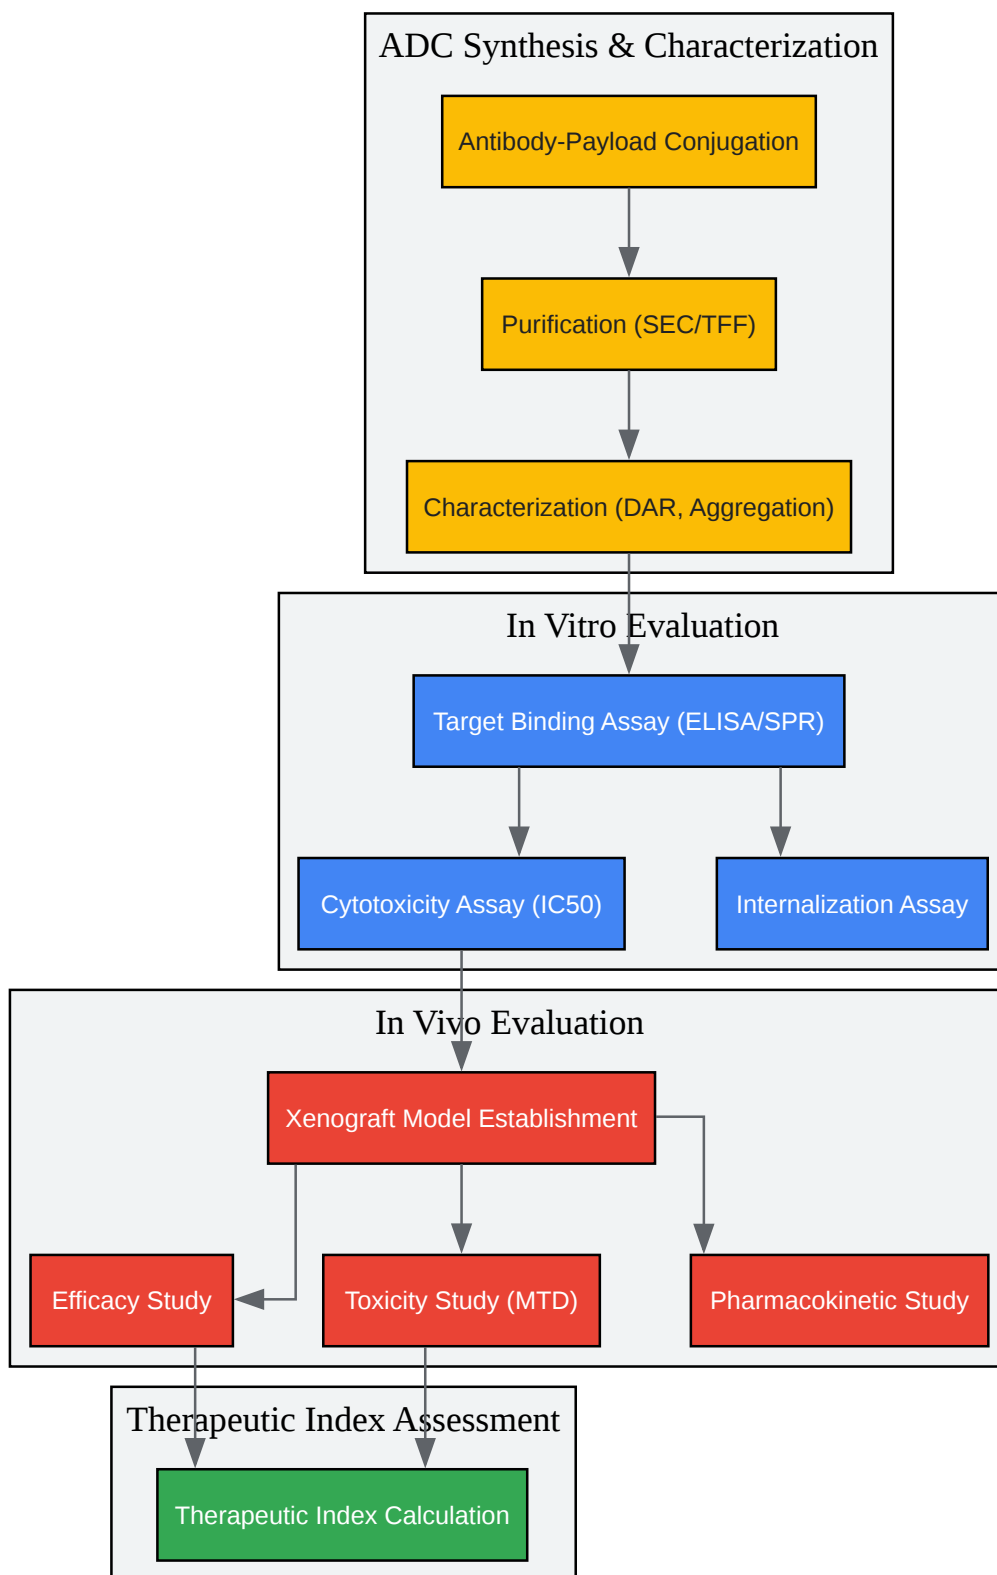 ADC Synthesis & Characterization
Antibody-Payload Conjugation
Purification (SEC/TFF)
Characterization (DAR, Aggregation)
In Vitro Evaluation
Target Binding Assay (ELISA/SPR)
Cytotoxicity Assay (IC50)
Internalization Assay
In Vivo Evaluation
Xenograft Model Establishment
Efficacy Study
Toxicity Study (MTD)
Pharmacokinetic Study
Therapeutic Index Assessment
Therapeutic Index Calculation